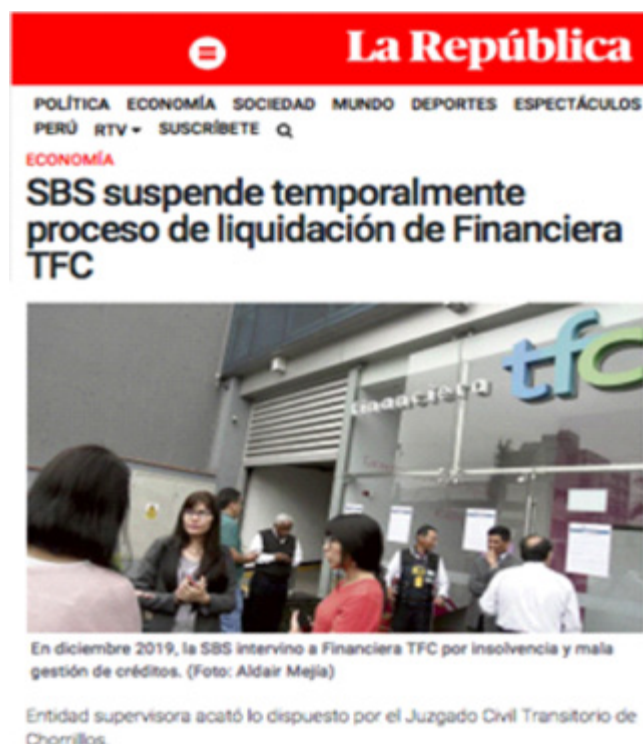 La República
POLÍTICA ECONOMÍA SOCIEDAD MUNDO DEPORTES ESPECTÁCULOS
PERÚ RTV SUSCRÍBETE
ECONOMÍA
SBS suspende temporalmente
proceso de liquidación de Financiera
TFC
tfc
financiera
En diciembre 2019, la SBS intervino a Financiera TFC por insolvencia y mala
gestión de créditos. (Foto: Aldair Mejía)
Entidad supervisora acató lo dispuesto por el Juzgado Civil Transitorio de
Chorrillos.